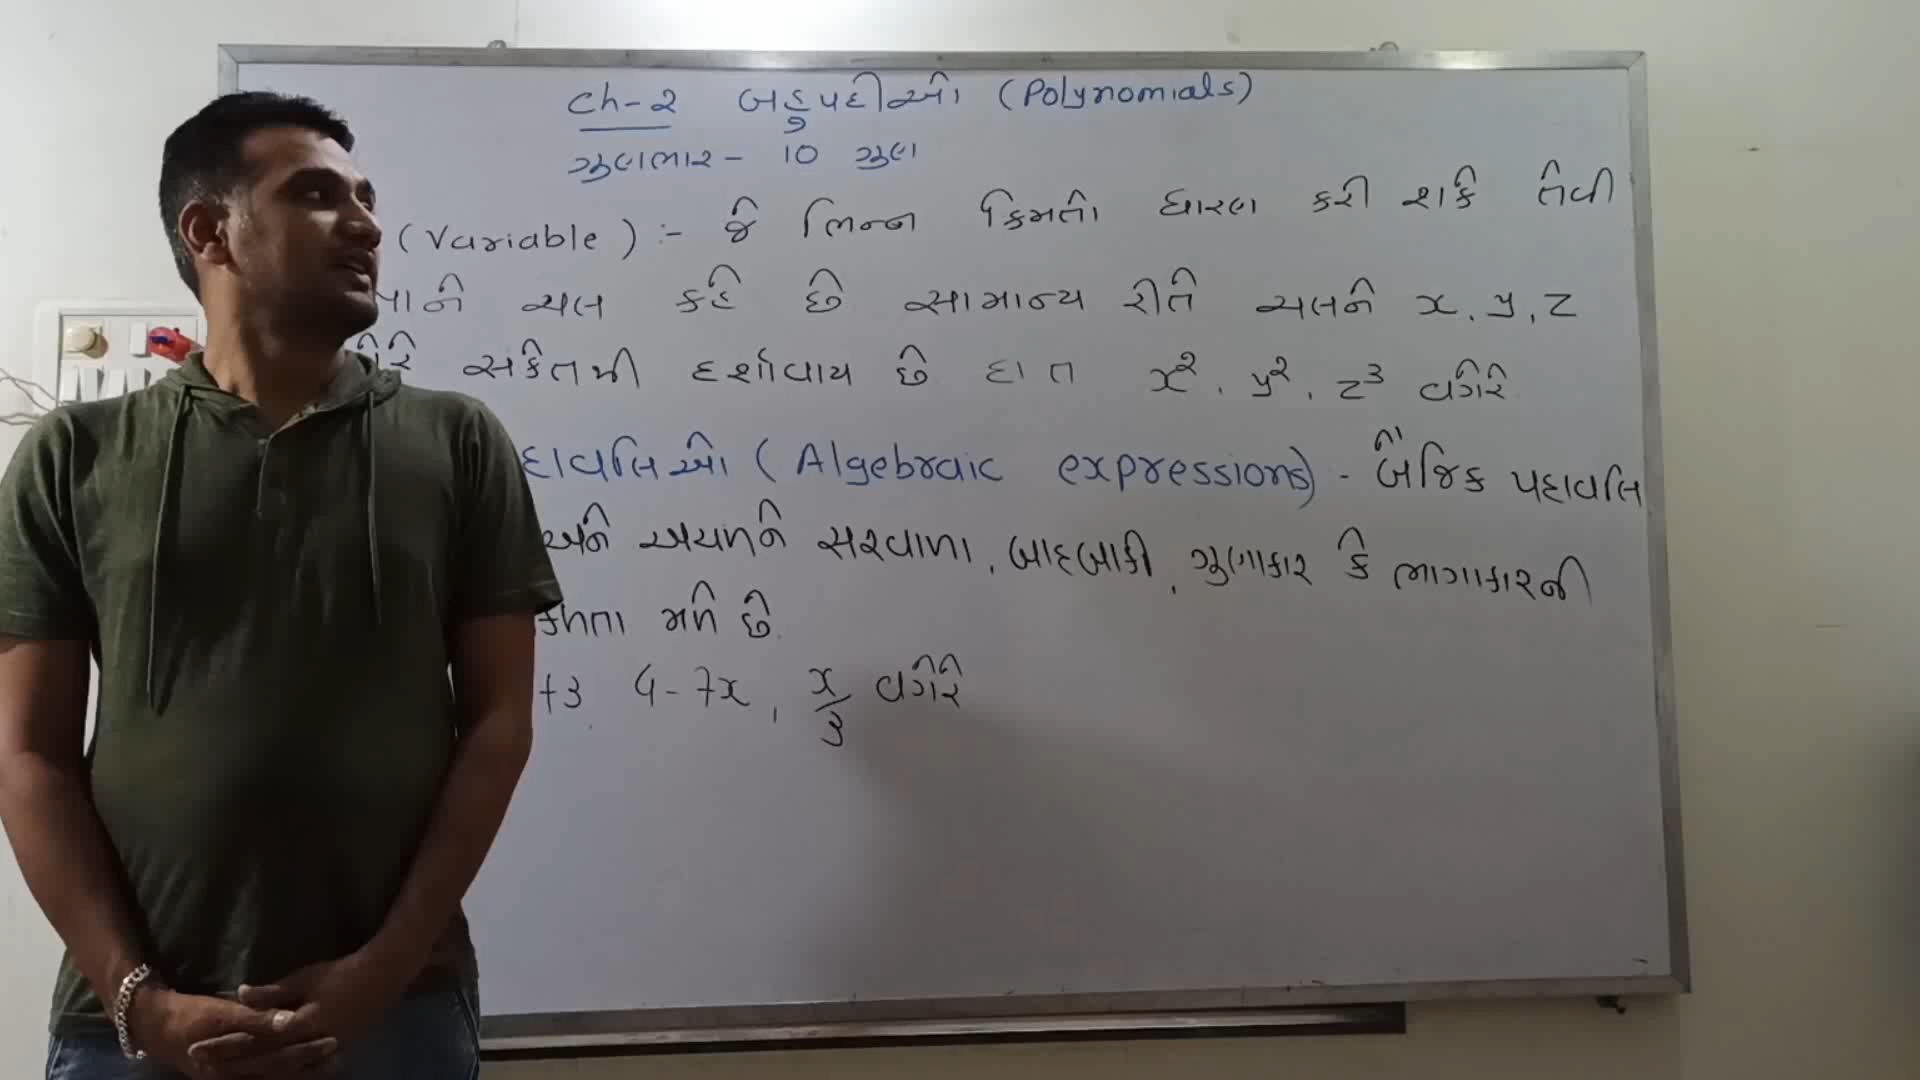 Ch-2 બહુપદીઓ (Polynomials)
ગુણભાર - 10 ગુણ
(Variable) :- જે ભિન્ન કિંમતો ધારણ કરી શકે તેવી
ચલ કહે છે સામાન્ય રીતે ચલને x, y, z
સંકેતથી દર્શાવાય છે દા ત x², y², z³ વગેરે
દાવલિઓ (Algebraic expressions) - બૈજિક પદાવલિ
અને અચળને સરવાળા, બાદબાકી, ગુણાકાર કે ભાગાકારની
મળે છે.
+3, 4-7x, x/3 વગેરે